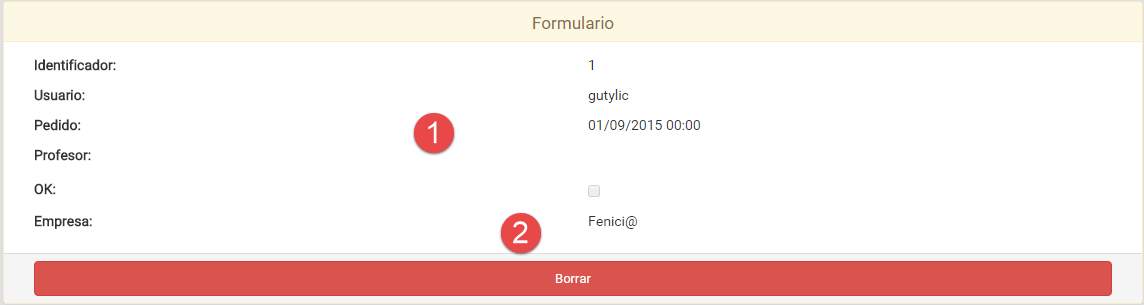 Formulario
Identificador: 1
Usuario: gutylic
Pedido: 01/09/2015 00:00
1
Profesor:
OK:
Empresa: Fenici@
2
Borrar